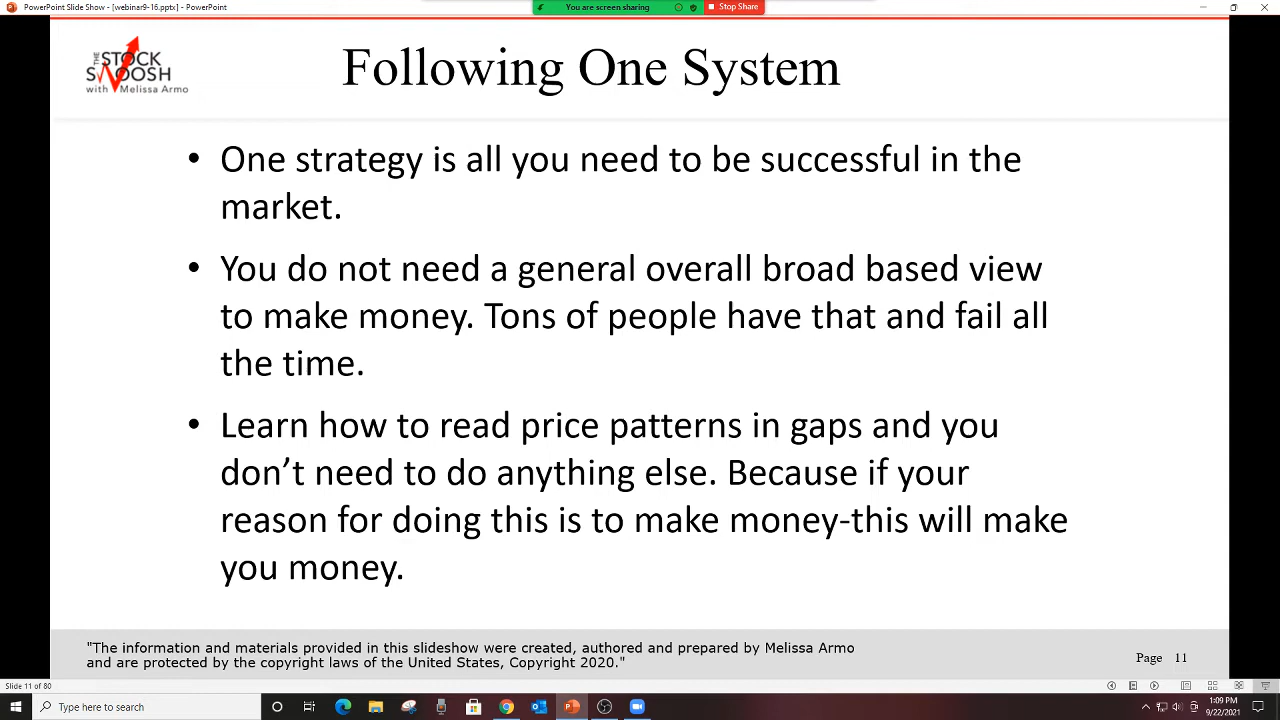 PowerPoint Slide Show - [webinar9-16.pptx] - PowerPoint
You are screen sharing
Stop Share
THE STOCK
SWOOSH
with Melissa Armo
Following One System
• One strategy is all you need to be successful in the
market.
• You do not need a general overall broad based view
to make money. Tons of people have that and fail all
the time.
• Learn how to read price patterns in gaps and you
don’t need to do anything else. Because if your
reason for doing this is to make money-this will make
you money.
"The information and materials provided in this slideshow were created, authored and prepared by Melissa Armo
and are protected by the copyright laws of the United States, Copyright 2020."
Page 11
Slide 11 of 80
Type here to search
1:09 PM
9/22/2021